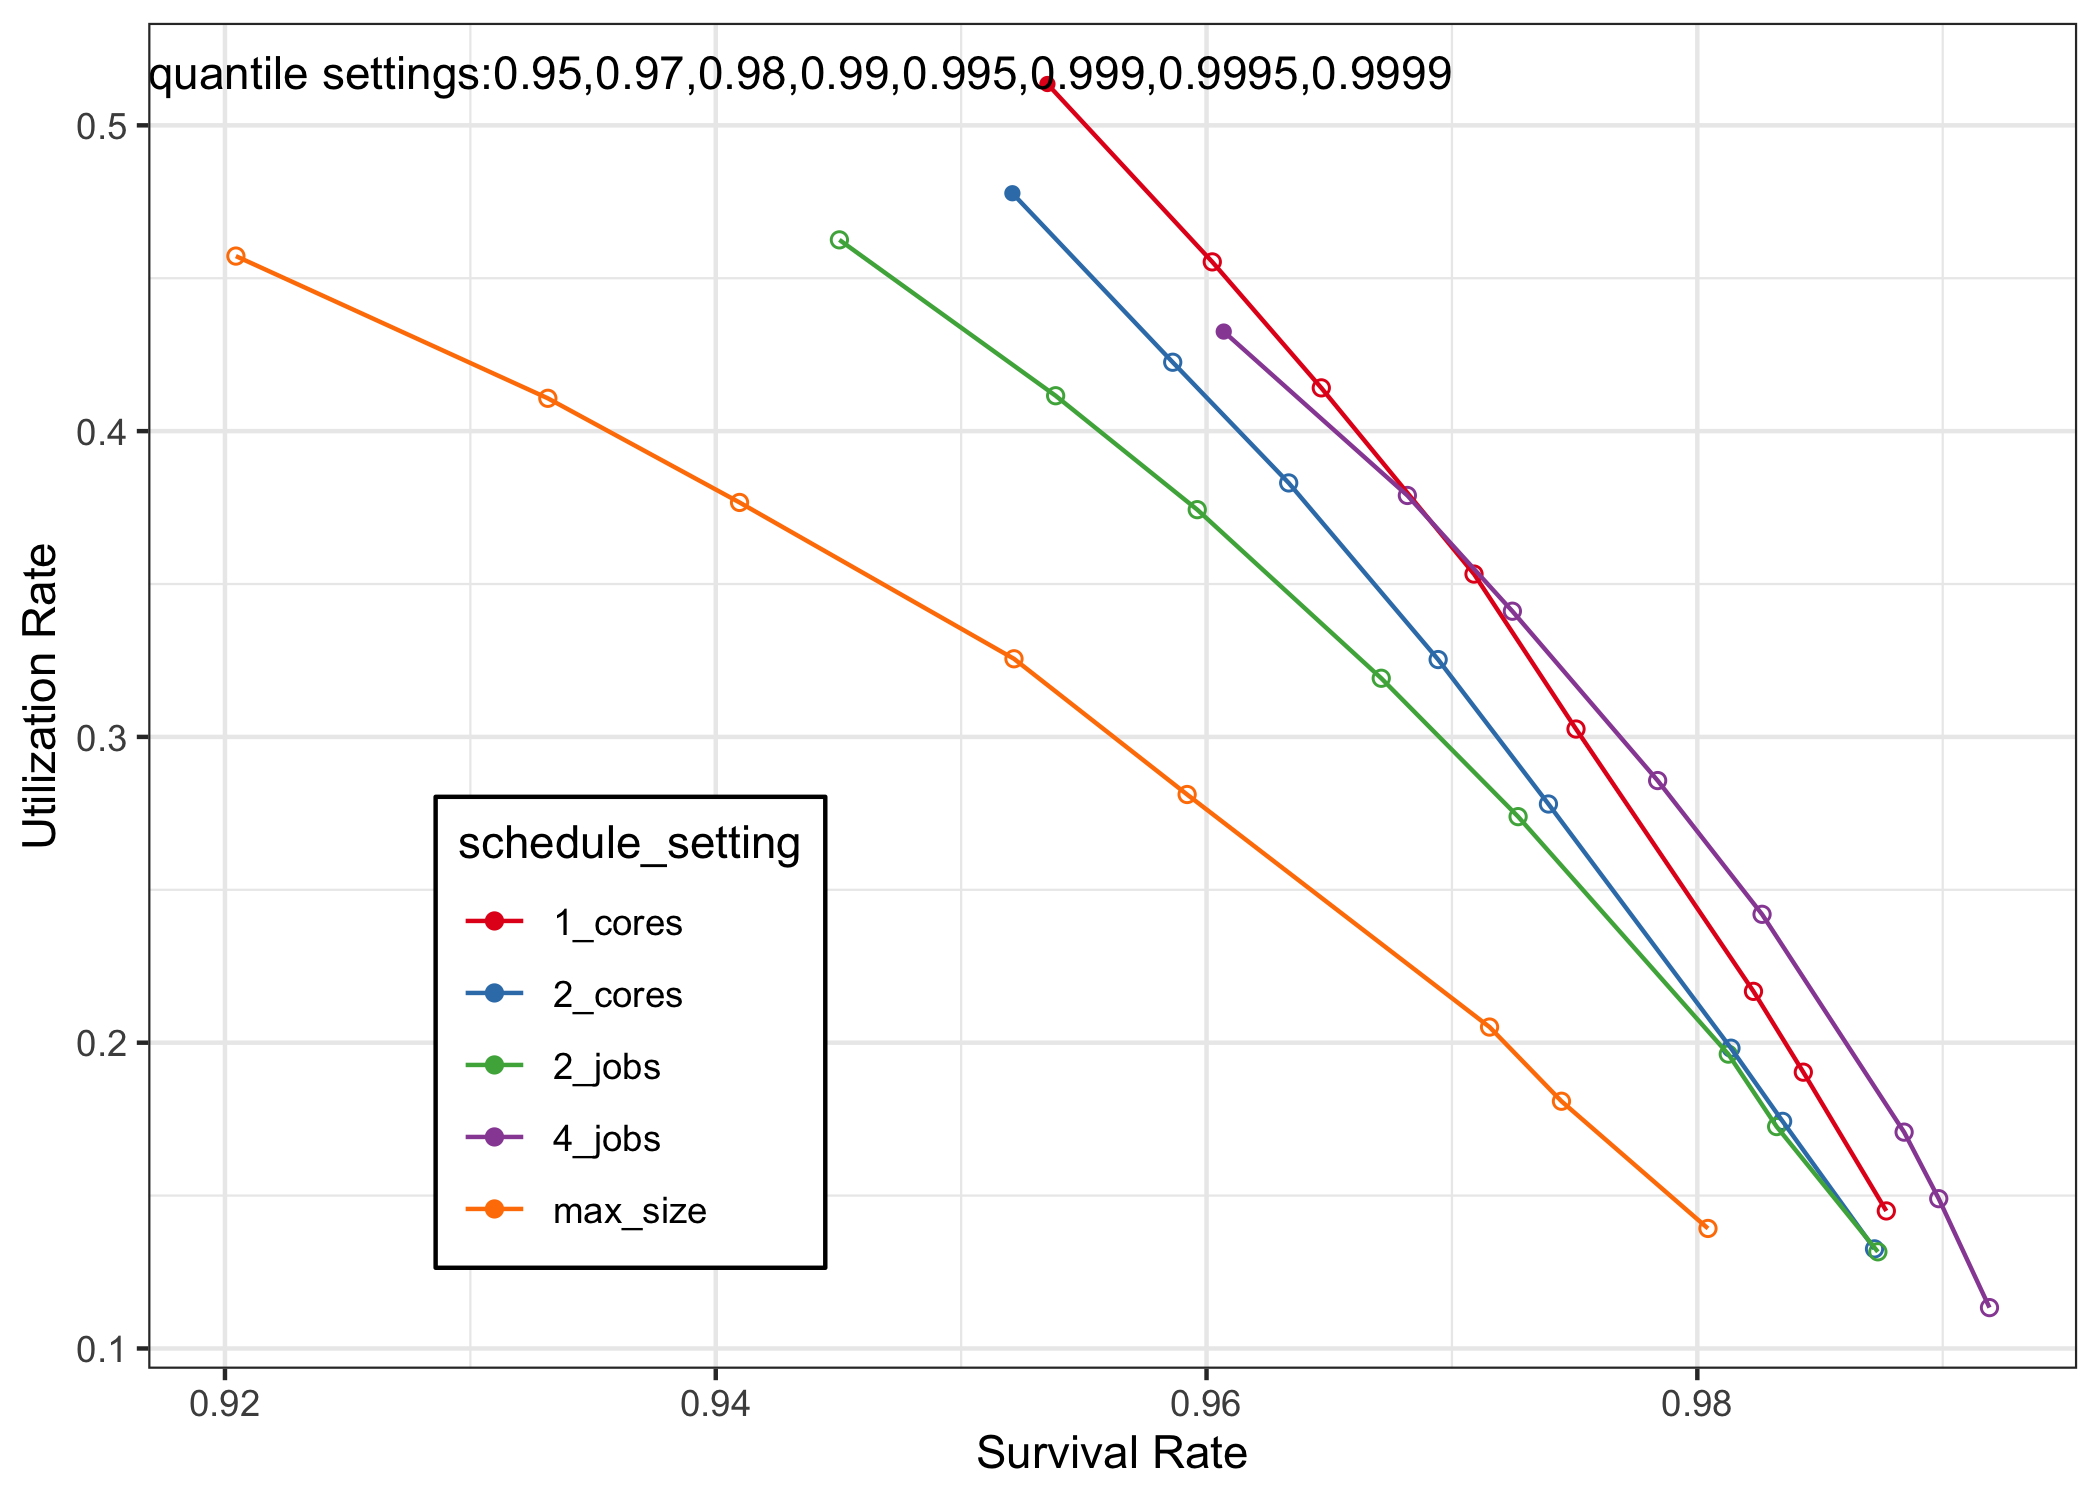 quantile settings:0.95,0.97,0.98,0.99,0.995,0.999,0.9995,0.9999
0.5
0.4
0.3
0.2
0.1
Utilization Rate
schedule_setting
1_cores
2_cores
2_jobs
4_jobs
max_size
0.92
0.94
0.96
0.98
Survival Rate